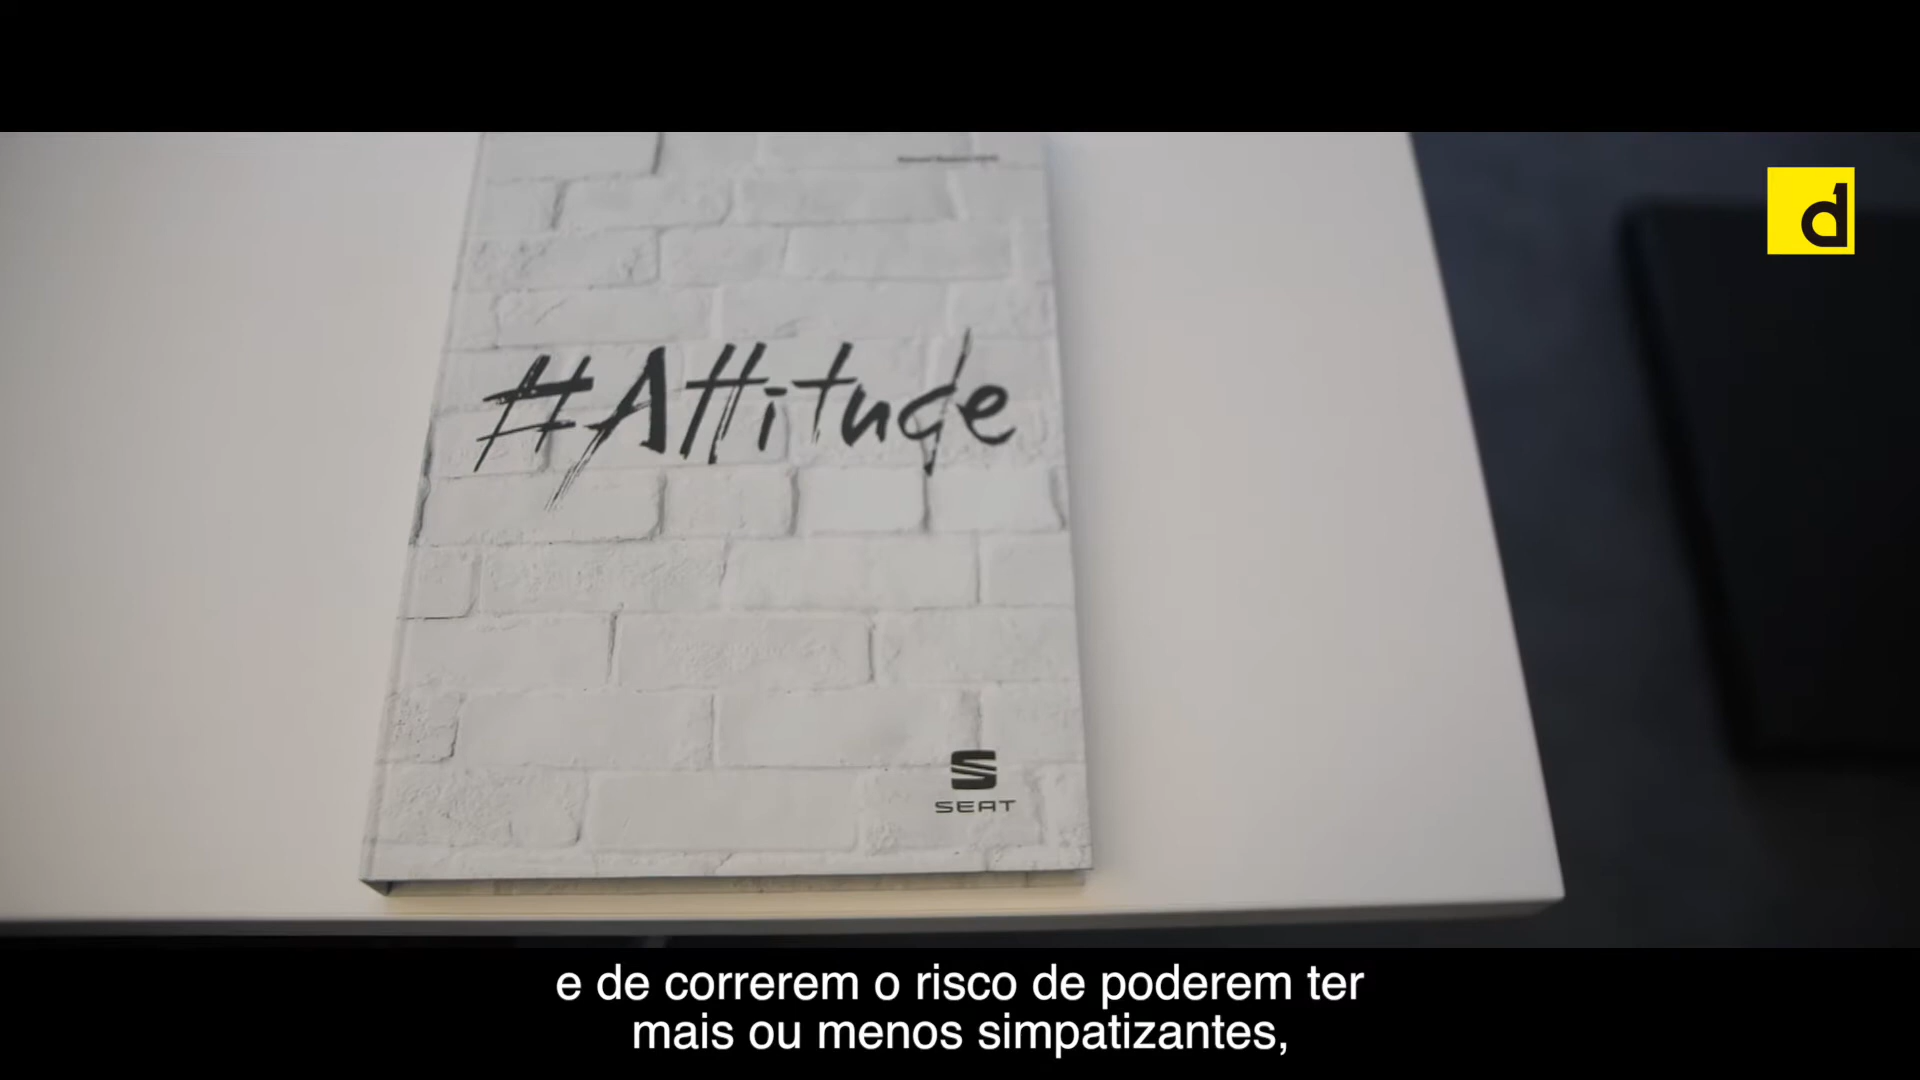 d
#Attitude
SEAT
e de correrem o risco de poderem ter
mais ou menos simpatizantes,